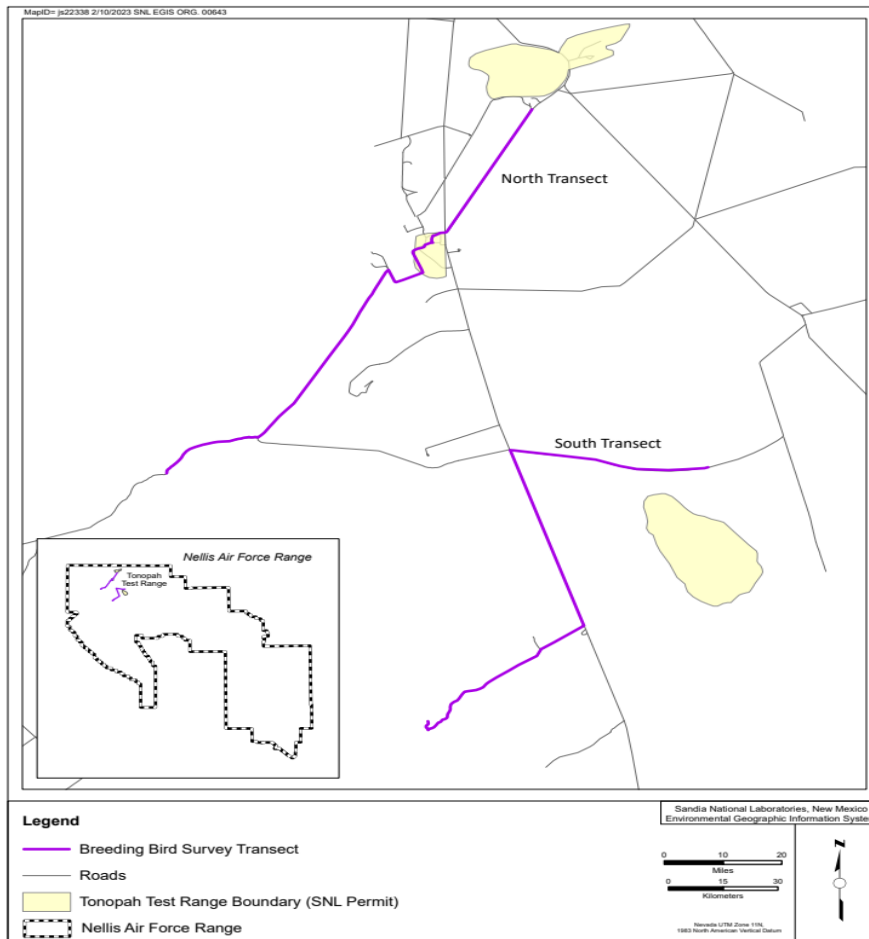 MapID= js22338 2/10/2023 SNL EGIS ORG. 00643
North Transect
South Transect
Nellis Air Force Range
Tonopah
Test Range
Legend
Breeding Bird Survey Transect
Roads
Tonopah Test Range Boundary (SNL Permit)
Nellis Air Force Range
Sandia National Laboratories, New Mexico
Environmental Geographic Information System
0 10 20
Miles
0 15 30
Kilometers
Nevada UTM Zone 11N,
1983 North American Vertical Datum
N